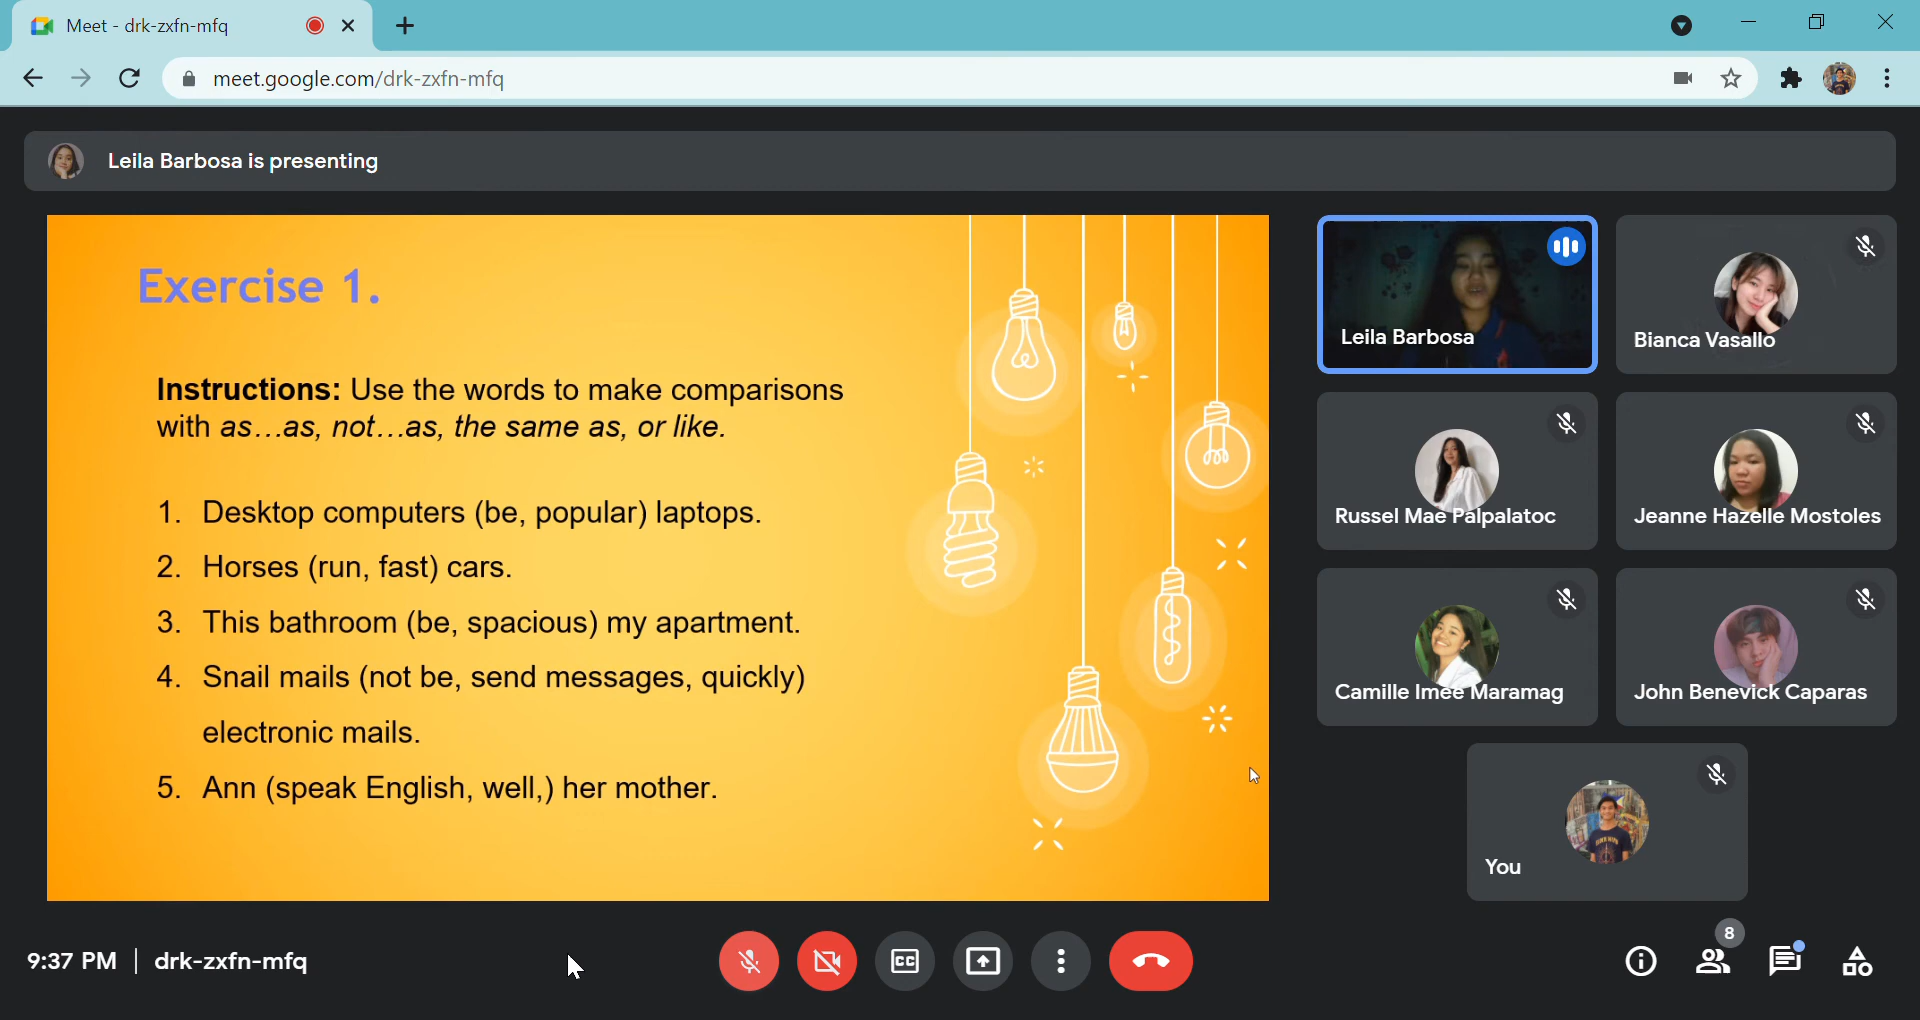 Meet - drk-zxfn-mfq
meet.google.com/drk-zxfn-mfq
Leila Barbosa is presenting
Exercise 1.
Instructions: Use the words to make comparisons
with as...as, not...as, the same as, or like.
1. Desktop computers (be, popular) laptops.
2. Horses (run, fast) cars.
3. This bathroom (be, spacious) my apartment.
4. Snail mails (not be, send messages, quickly)
electronic mails.
5. Ann (speak English, well,) her mother.
Leila Barbosa
Bianca Vasallo
Russel Mae Palpalatoc
Jeanne Hazelle Mostoles
Camille Imee Maramag
John Benevick Caparas
You
9:37 PM | drk-zxfn-mfq
CC
8